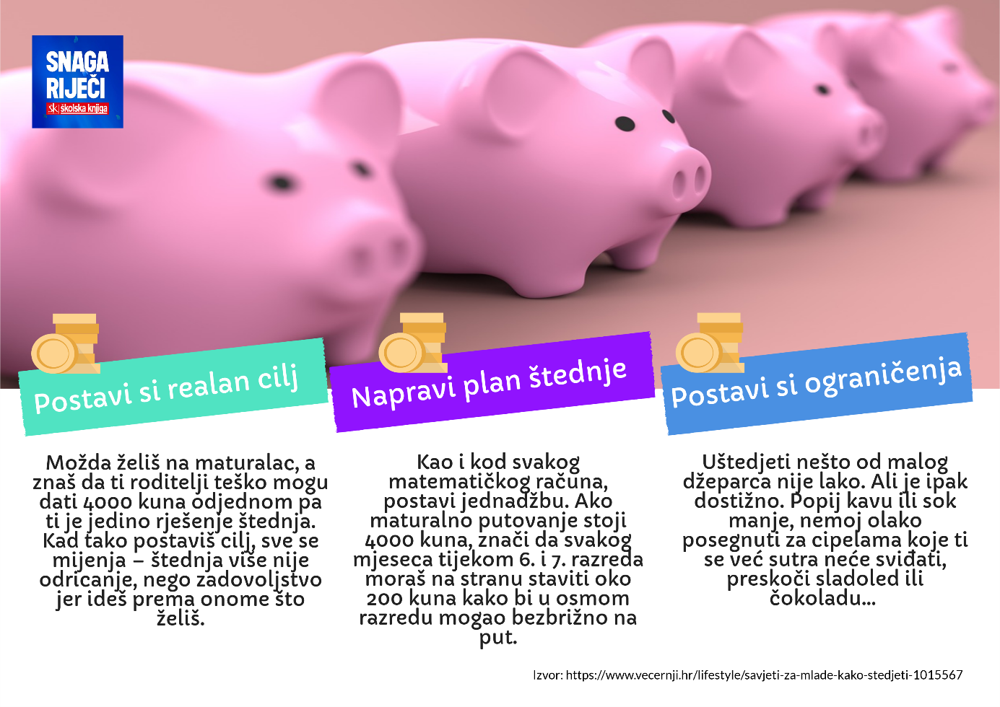 SNAGA
RIJEČI
sk školska knjiga
Postavi si realan cilj
Možda želiš na maturalac, a
znaš da ti roditelji teško mogu
dati 4000 kuna odjednom pa
ti je jedino rješenje štednja.
Kad tako postaviš cilj, sve se
mijenja – štednja više nije
odricanje, nego zadovoljstvo
jer ideš prema onome što
želiš.
Napravi plan štednje
Kao i kod svakog
matematičkog računa,
postavi jednadžbu. Ako
maturalno putovanje stoji
4000 kuna, znači da svakog
mjeseca tijekom 6. i 7. razreda
moraš na stranu staviti oko
200 kuna kako bi u osmom
razredu mogao bezbrižno na
put.
Postavi si ograničenja
Uštedjeti nešto od malog
džeparca nije lako. Ali je ipak
dostižno. Popij kavu ili sok
manje, nemoj olako
posegnuti za cipelama koje ti
se već sutra neće sviđati,
preskoči sladoled ili
čokoladu...
Izvor: https://www.vecernji.hr/lifestyle/savjeti-za-mlade-kako-stedjeti-1015567